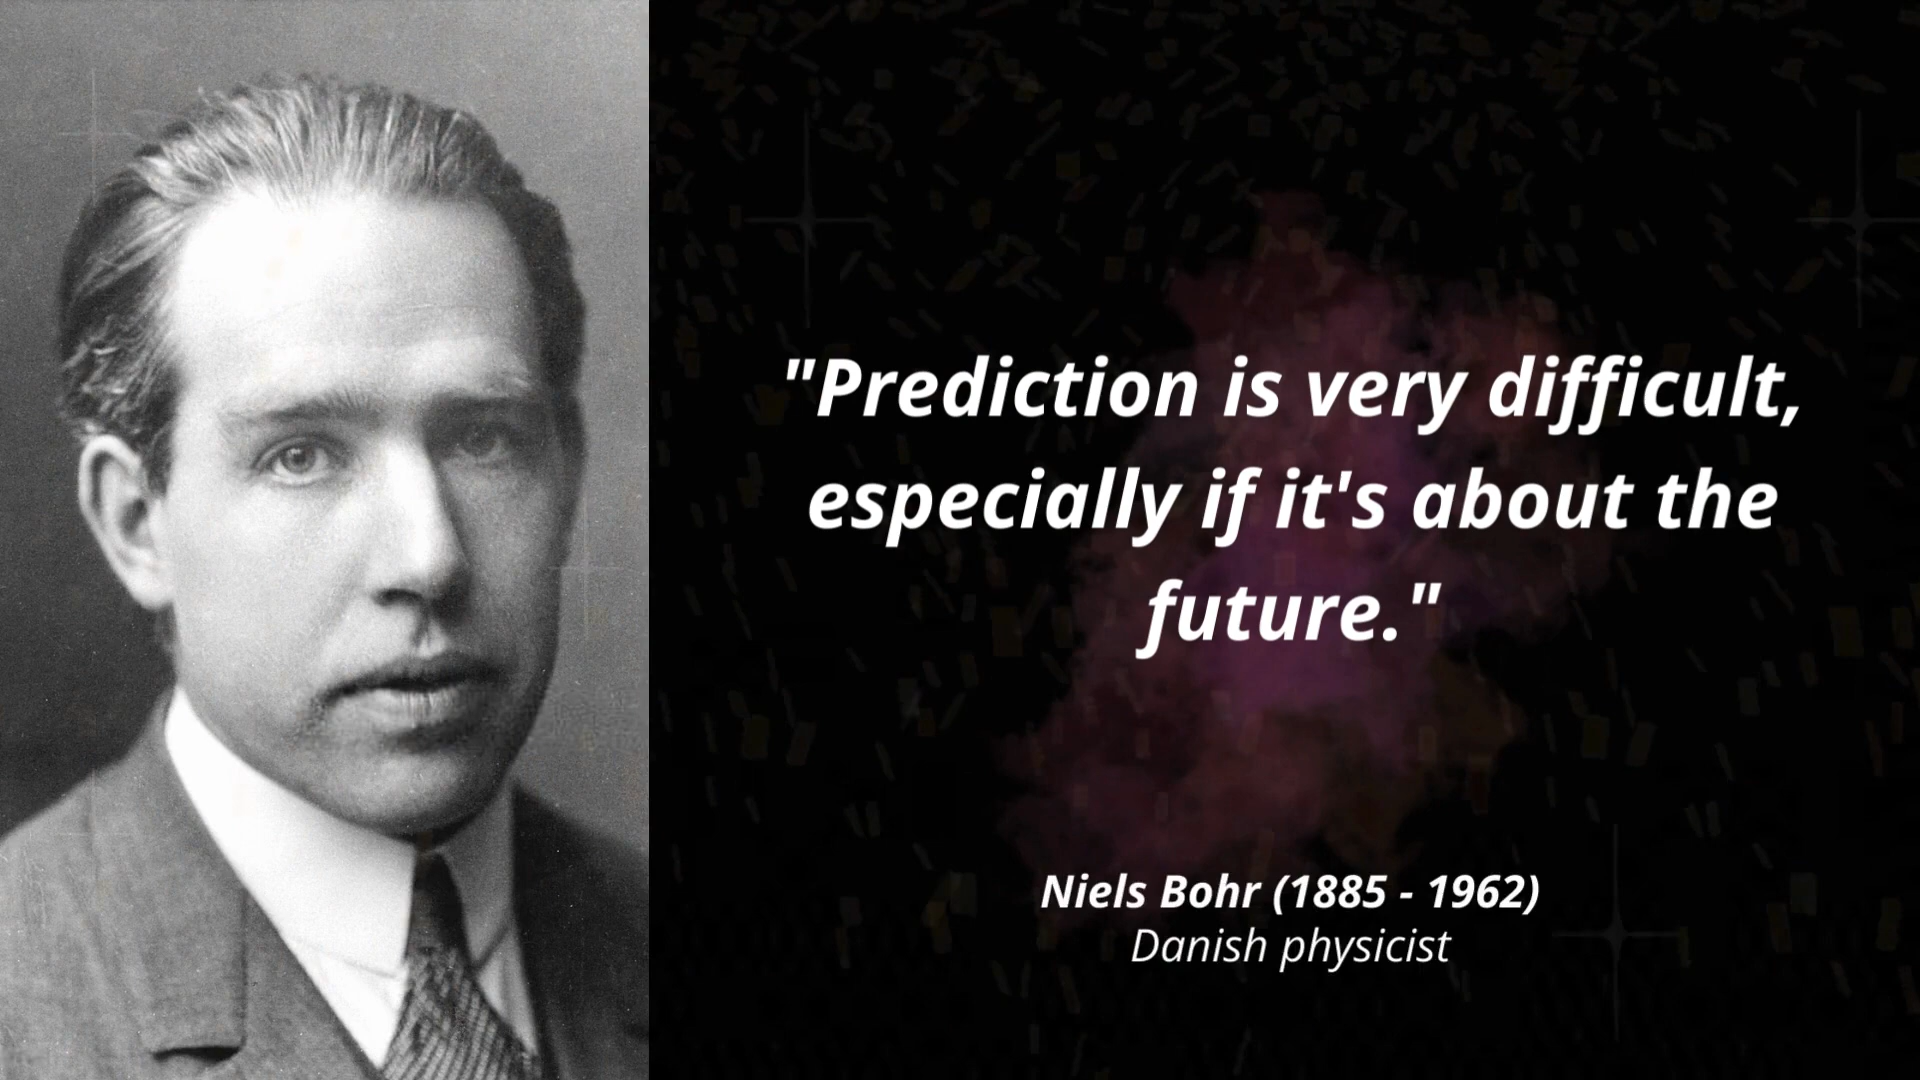 "Prediction is very difficult,
especially if it's about the
future."
Niels Bohr (1885 - 1962)
Danish physicist